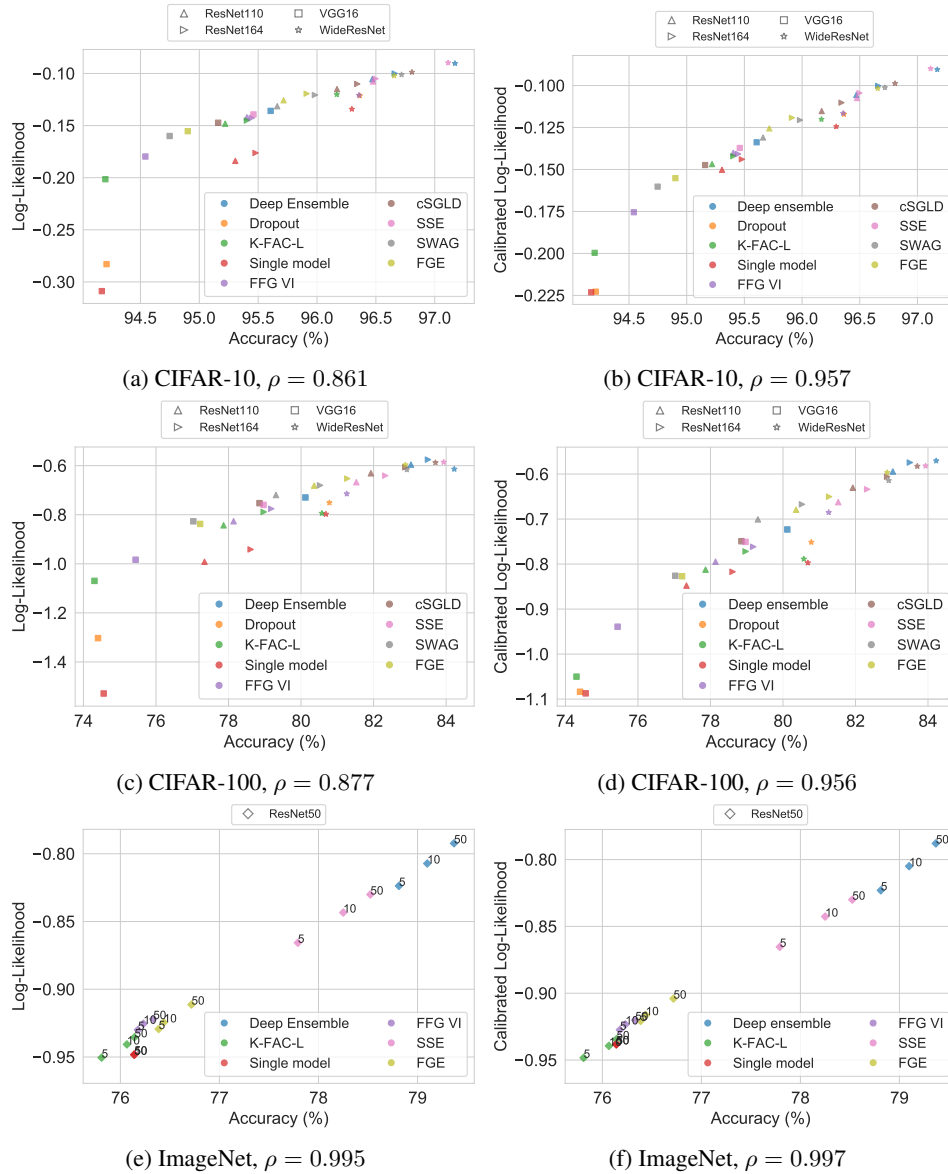 ResNet110 VGG16
ResNet164 WideResNet
−0.10
−0.15
−0.20
−0.25
−0.30
Log-Likelihood
Deep Ensemble cSGLD
Dropout SSE
K-FAC-L SWAG
Single model FGE
FFG VI
94.5 95.0 95.5 96.0 96.5 97.0
Accuracy (%)
(a) CIFAR-10, ρ = 0.861
ResNet110 VGG16
ResNet164 WideResNet
−0.100
−0.125
−0.150
−0.175
−0.200
−0.225
Calibrated Log-Likelihood
Deep ensemble cSGLD
Dropout SSE
K-FAC-L SWAG
Single model FGE
FFG VI
94.5 95.0 95.5 96.0 96.5 97.0
Accuracy (%)
(b) CIFAR-10, ρ = 0.957
ResNet110 VGG16
ResNet164 WideResNet
−0.6
−0.8
−1.0
−1.2
−1.4
Log-Likelihood
Deep Ensemble cSGLD
Dropout SSE
K-FAC-L SWAG
Single model FGE
FFG VI
74 76 78 80 82 84
Accuracy (%)
(c) CIFAR-100, ρ = 0.877
ResNet110 VGG16
ResNet164 WideResNet
−0.6
−0.7
−0.8
−0.9
−1.0
−1.1
Calibrated Log-Likelihood
Deep Ensemble cSGLD
Dropout SSE
K-FAC-L SWAG
Single model FGE
FFG VI
74 76 78 80 82 84
Accuracy (%)
(d) CIFAR-100, ρ = 0.956
ResNet50
−0.80
−0.85
−0.90
−0.95
Log-Likelihood
50
10
5
50
10
5
50
10
5
50
10
5
50
10
5
50
Deep Ensemble FFG VI
K-FAC-L SSE
Single model FGE
76 77 78 79
Accuracy (%)
(e) ImageNet, ρ = 0.995
ResNet50
−0.80
−0.85
−0.90
−0.95
Calibrated Log-Likelihood
50
10
5
50
10
5
50
10
5
50
10
5
Deep ensemble FFG VI
K-FAC-L SSE
Single model FGE
76 77 78 79
Accuracy (%)
(f) ImageNet, ρ = 0.997